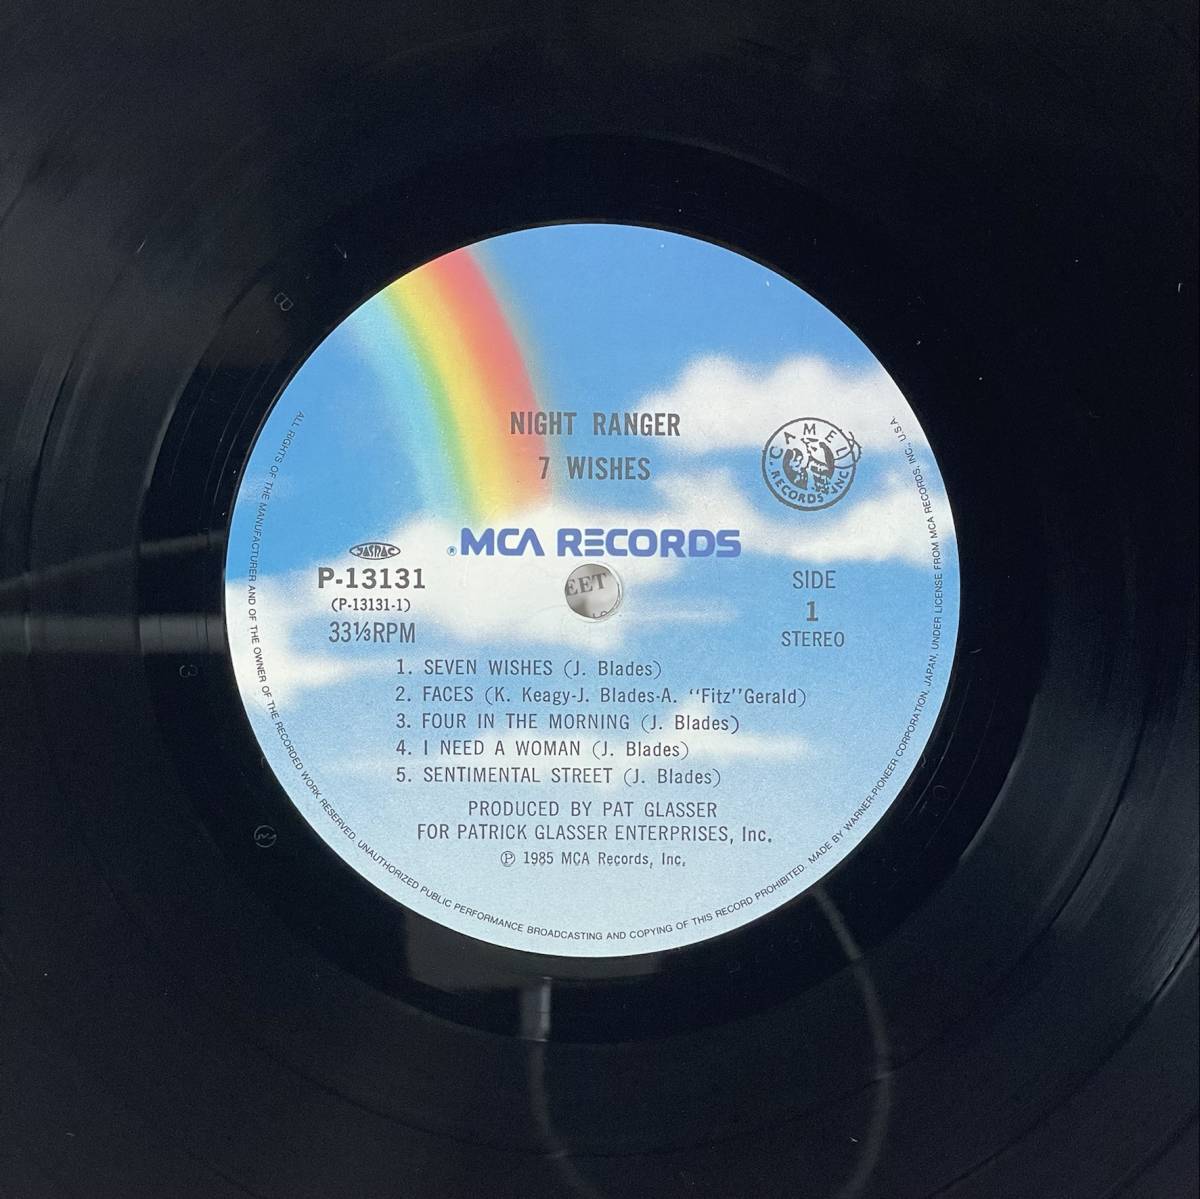 NIGHT RANGER
7 WISHES
CAMEL RECORDS INC.
® MCA RECORDS
JASRAC
P-13131
(P-13131-1)
33⅓RPM
SIDE
1
STEREO
EET
1. SEVEN WISHES (J. Blades)
2. FACES (K. Keagy-J. Blades-A. “Fitz”Gerald)
3. FOUR IN THE MORNING (J. Blades)
4. I NEED A WOMAN (J. Blades)
5. SENTIMENTAL STREET (J. Blades)
PRODUCED BY PAT GLASSER
FOR PATRICK GLASSER ENTERPRISES, Inc.
Ⓟ 1985 MCA Records, Inc.
ALL RIGHTS OF THE MANUFACTURER AND OF THE OWNER OF THE RECORDED WORK RESERVED. UNAUTHORIZED PUBLIC PERFORMANCE BROADCASTING AND COPYING OF THIS RECORD PROHIBITED. MADE BY WARNER-PIONEER CORPORATION, JAPAN, UNDER LICENSE FROM MCA RECORDS, INC., U.S.A.